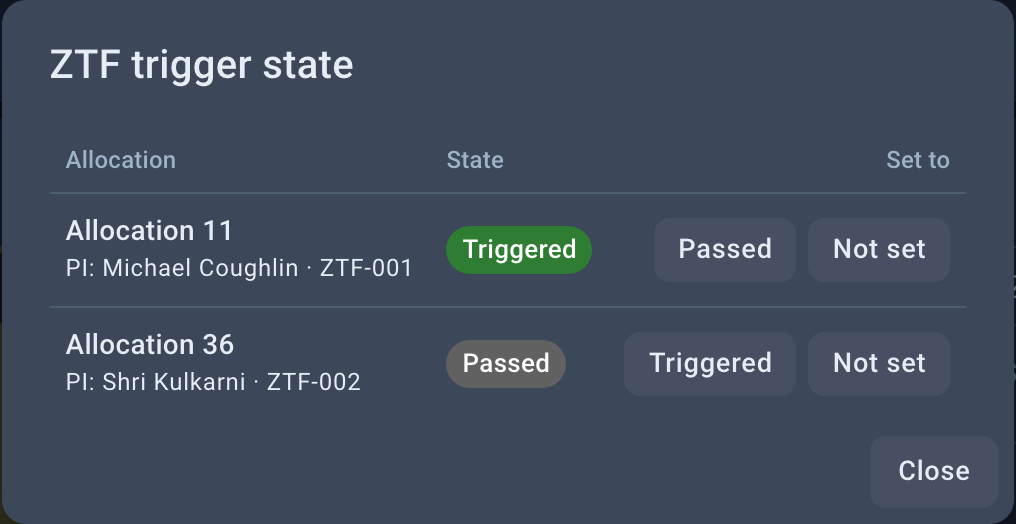 ZTF trigger state
Allocation State Set to
Allocation 11
PI: Michael Coughlin · ZTF-001
Triggered Passed Not set
Allocation 36
PI: Shri Kulkarni · ZTF-002
Passed Triggered Not set
Close